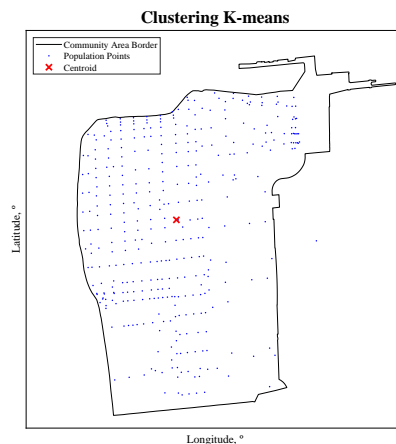 Clustering K-means
Community Area Border
Population Points
Centroid
Latitude, º
Longitude, º